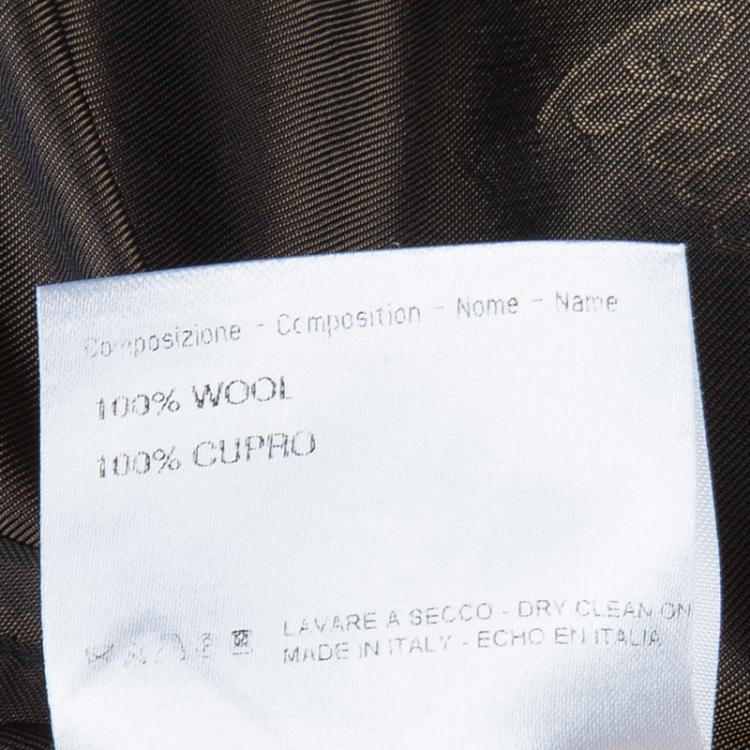 Composizione - Composition - Nome - Name
100% WOOL
100% CUPRO
LAVARE A SECCO - DRY CLEAN ON
MADE IN ITALY - ECHO EN ITALIA